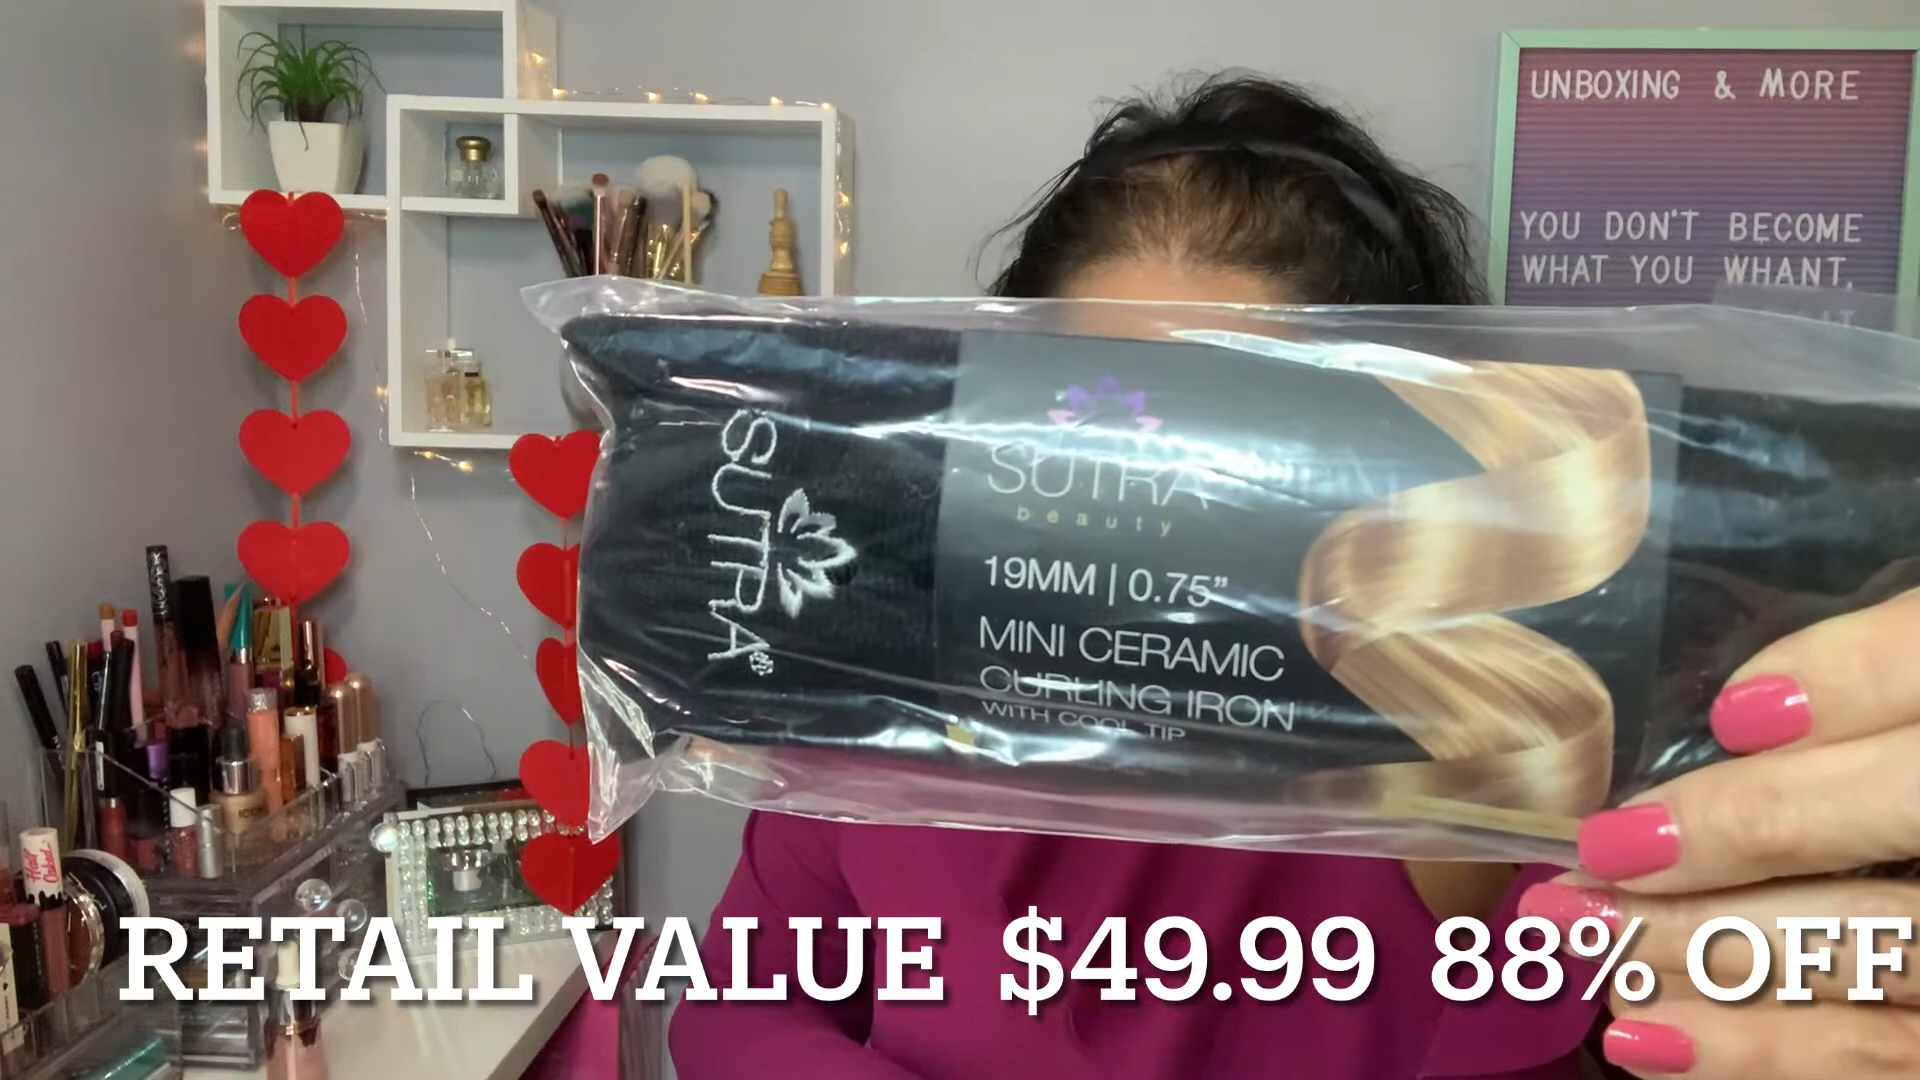 UNBOXING & MORE
YOU DON'T BECOME
WHAT YOU WHANT,
SUTRA
SUTRA
beauty
19MM | 0.75"
MINI CERAMIC
CURLING IRON
WITH COOL TIP
RETAIL VALUE $49.99 88% OFF